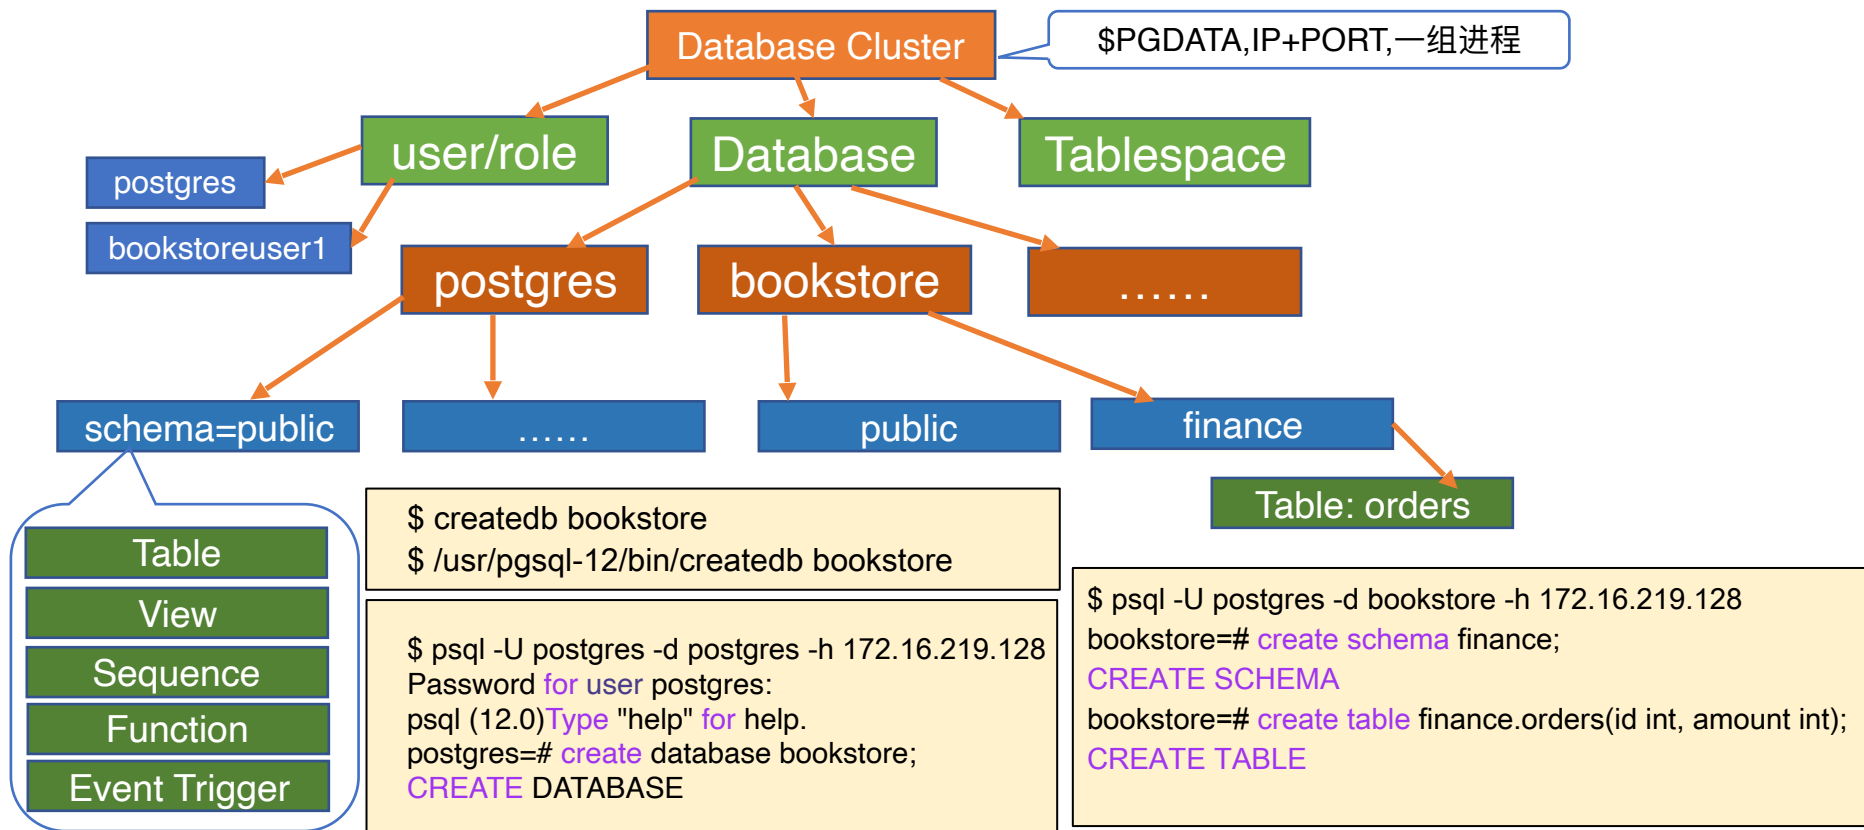 Database Cluster
$PGDATA,IP+PORT,一组进程
user/role
Database
Tablespace
postgres
bookstoreuser1
postgres
bookstore
......
schema=public
......
public
finance
Table: orders
Table
View
Sequence
Function
Event Trigger
$ createdb bookstore
$ /usr/pgsql-12/bin/createdb bookstore
$ psql -U postgres -d postgres -h 172.16.219.128
Password for user postgres:
psql (12.0)Type "help" for help.
postgres=# create database bookstore;
CREATE DATABASE
$ psql -U postgres -d bookstore -h 172.16.219.128
bookstore=# create schema finance;
CREATE SCHEMA
bookstore=# create table finance.orders(id int, amount int);
CREATE TABLE